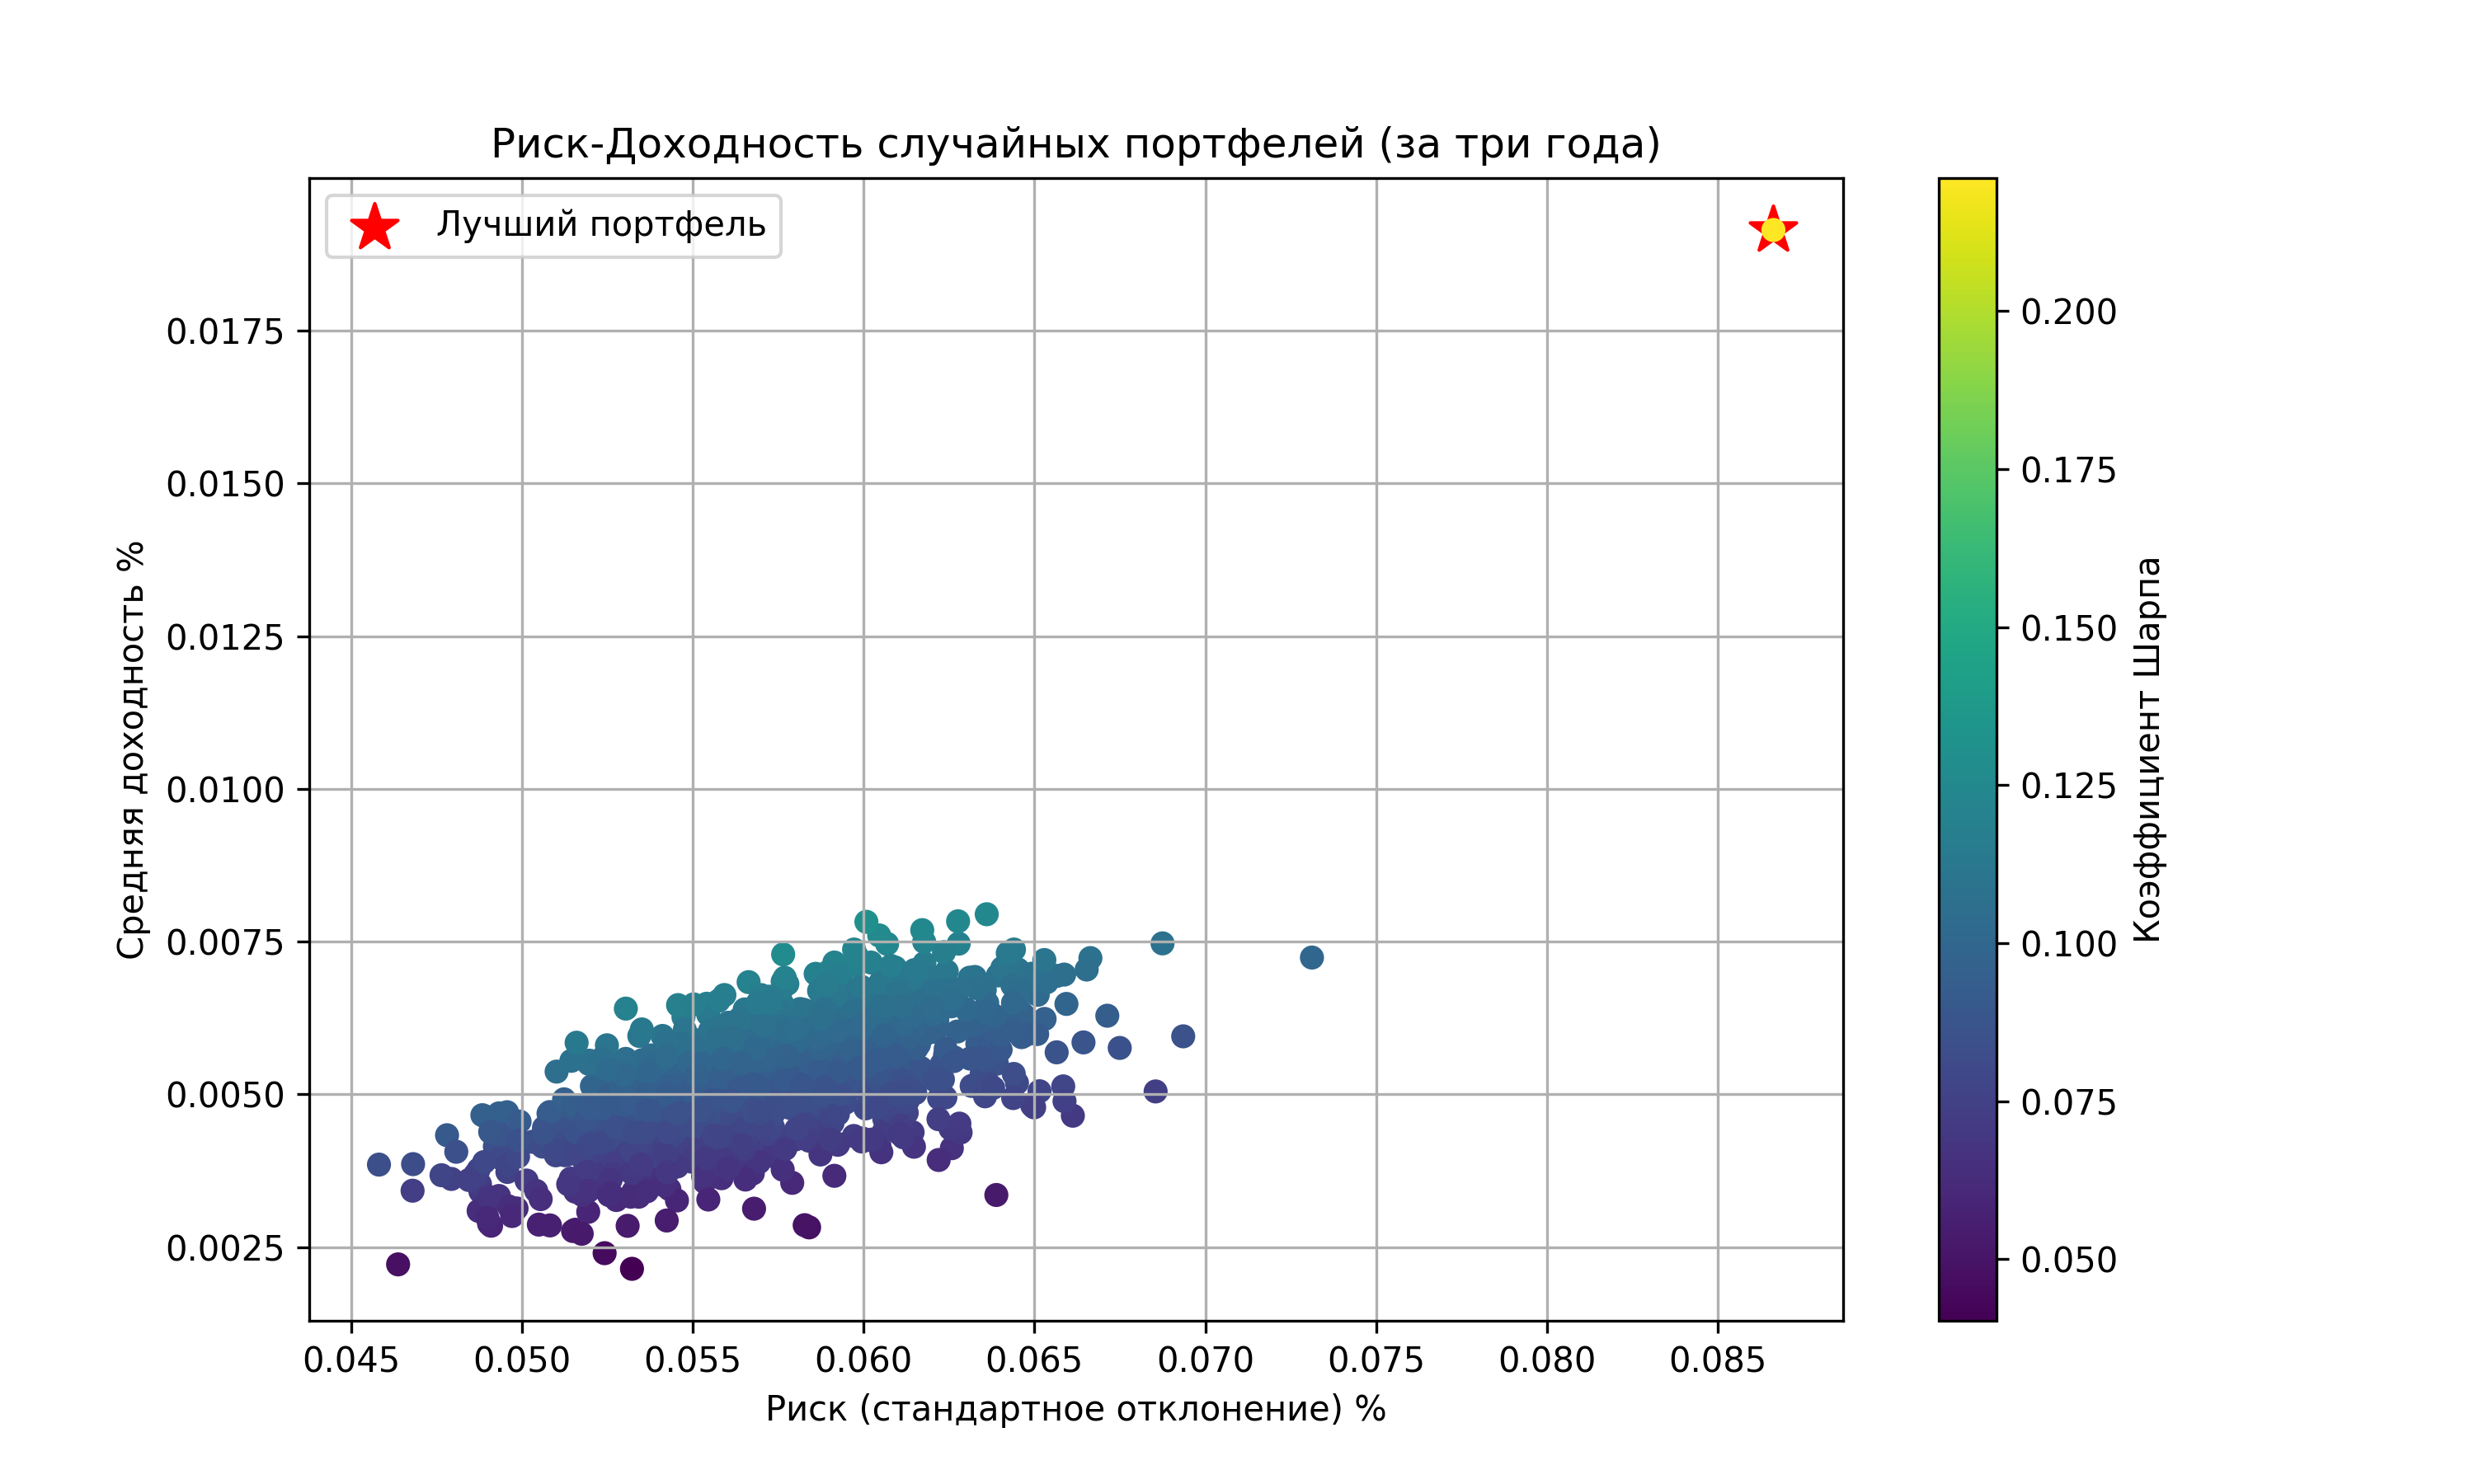 Риск-Доходность случайных портфелей (за три года)
Лучший портфель
Средняя доходность %
0.0175
0.0150
0.0125
0.0100
0.0075
0.0050
0.0025
0.045 0.050 0.055 0.060 0.065 0.070 0.075 0.080 0.085
Риск (стандартное отклонение) %
0.200
0.175
0.150
0.125
0.100
0.075
0.050
Коэффициент Шарпа